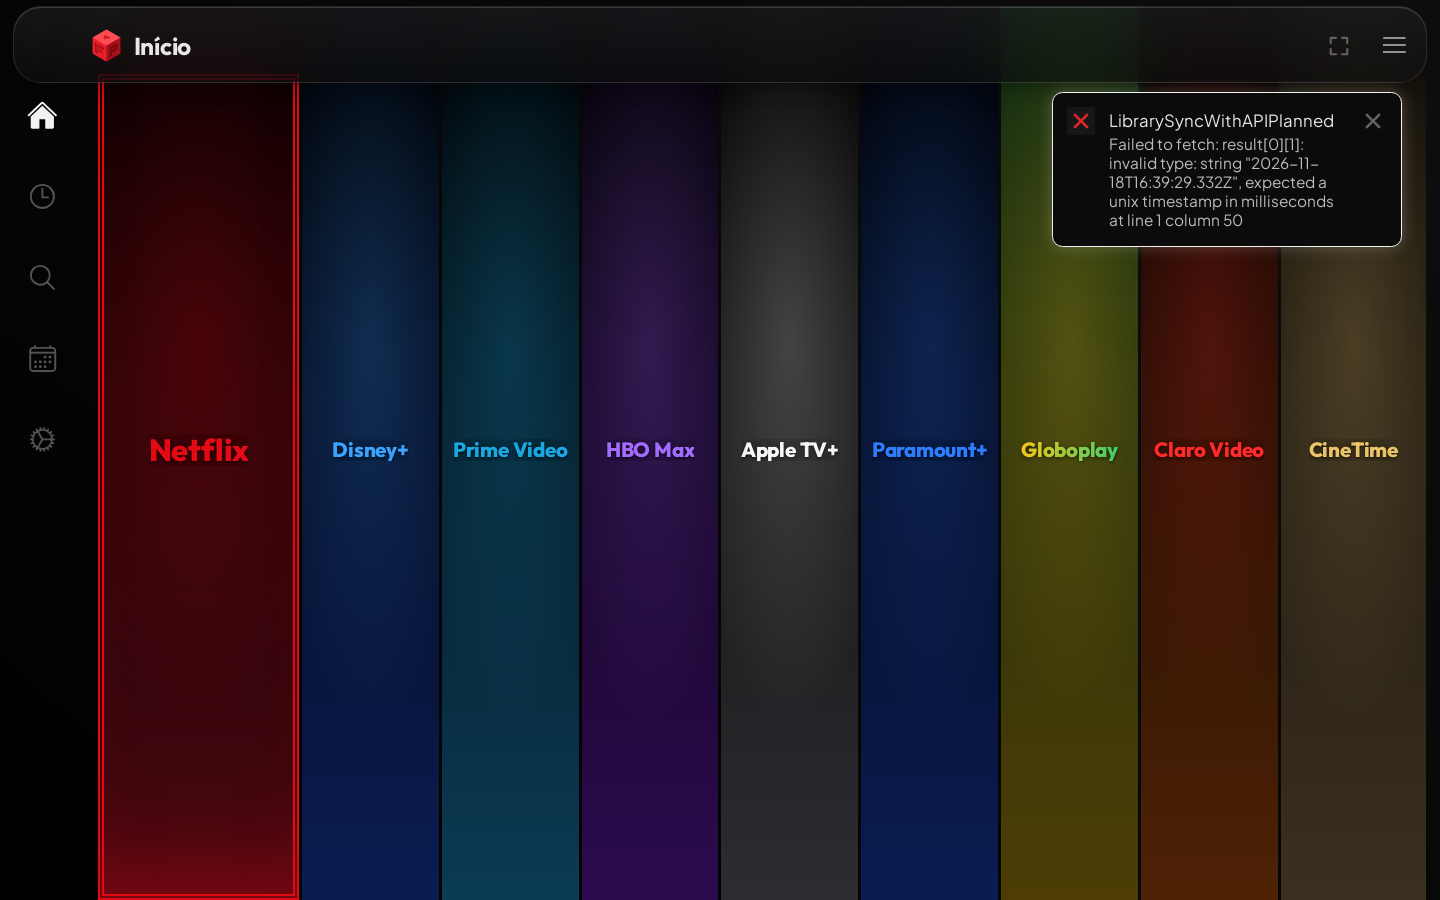 Início
LibrarySyncWithAPIPlanned
Failed to fetch: result[0][1]:
invalid type: string "2026-11-
18T16:39:29.332Z", expected a
unix timestamp in milliseconds
at line 1 column 50
Netflix
Disney+
Prime Video
HBO Max
Apple TV+
Paramount+
Globoplay
Claro Video
CineTime